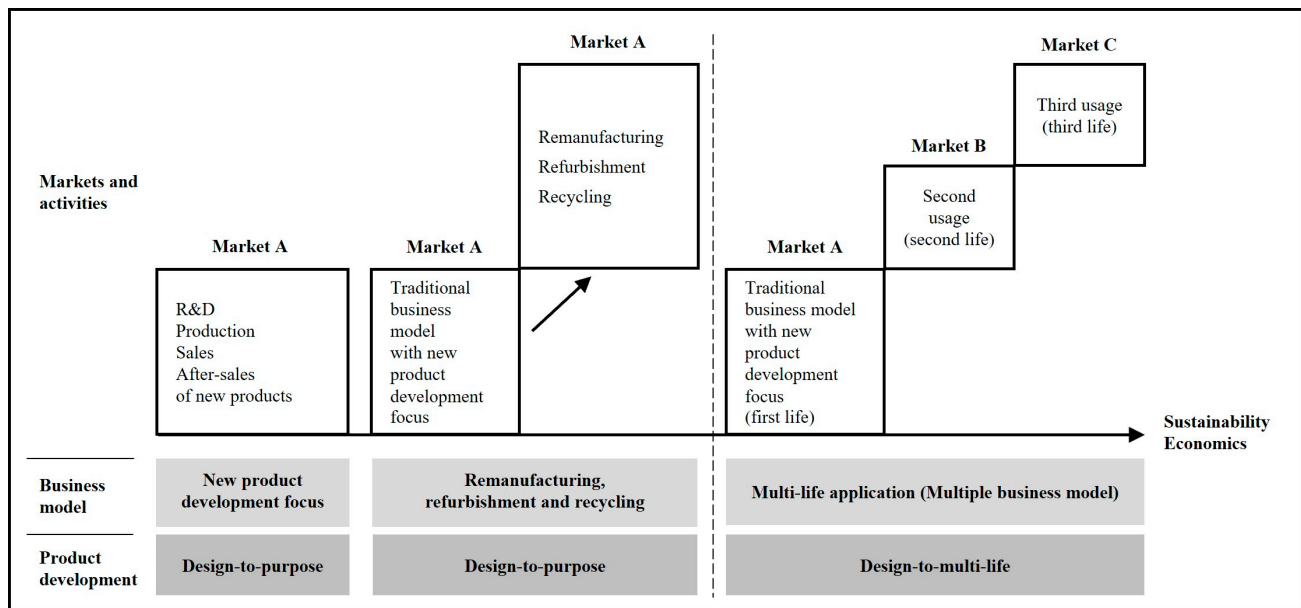 Market A
Market C
Remanufacturing
Refurbishment
Recycling
Third usage
(third life)
Markets and
activities
Market B
Second
usage
(second life)
Market A
R&D
Production
Sales
After-sales
of new products
Market A
Traditional
business
model
with new
product
development
focus
Market A
Traditional
business model
with new
product
development
focus
(first life)
Sustainability
Economics
Business
model
New product
development focus
Remanufacturing,
refurbishment and recycling
Multi-life application (Multiple business model)
Product
development
Design-to-purpose
Design-to-purpose
Design-to-multi-life